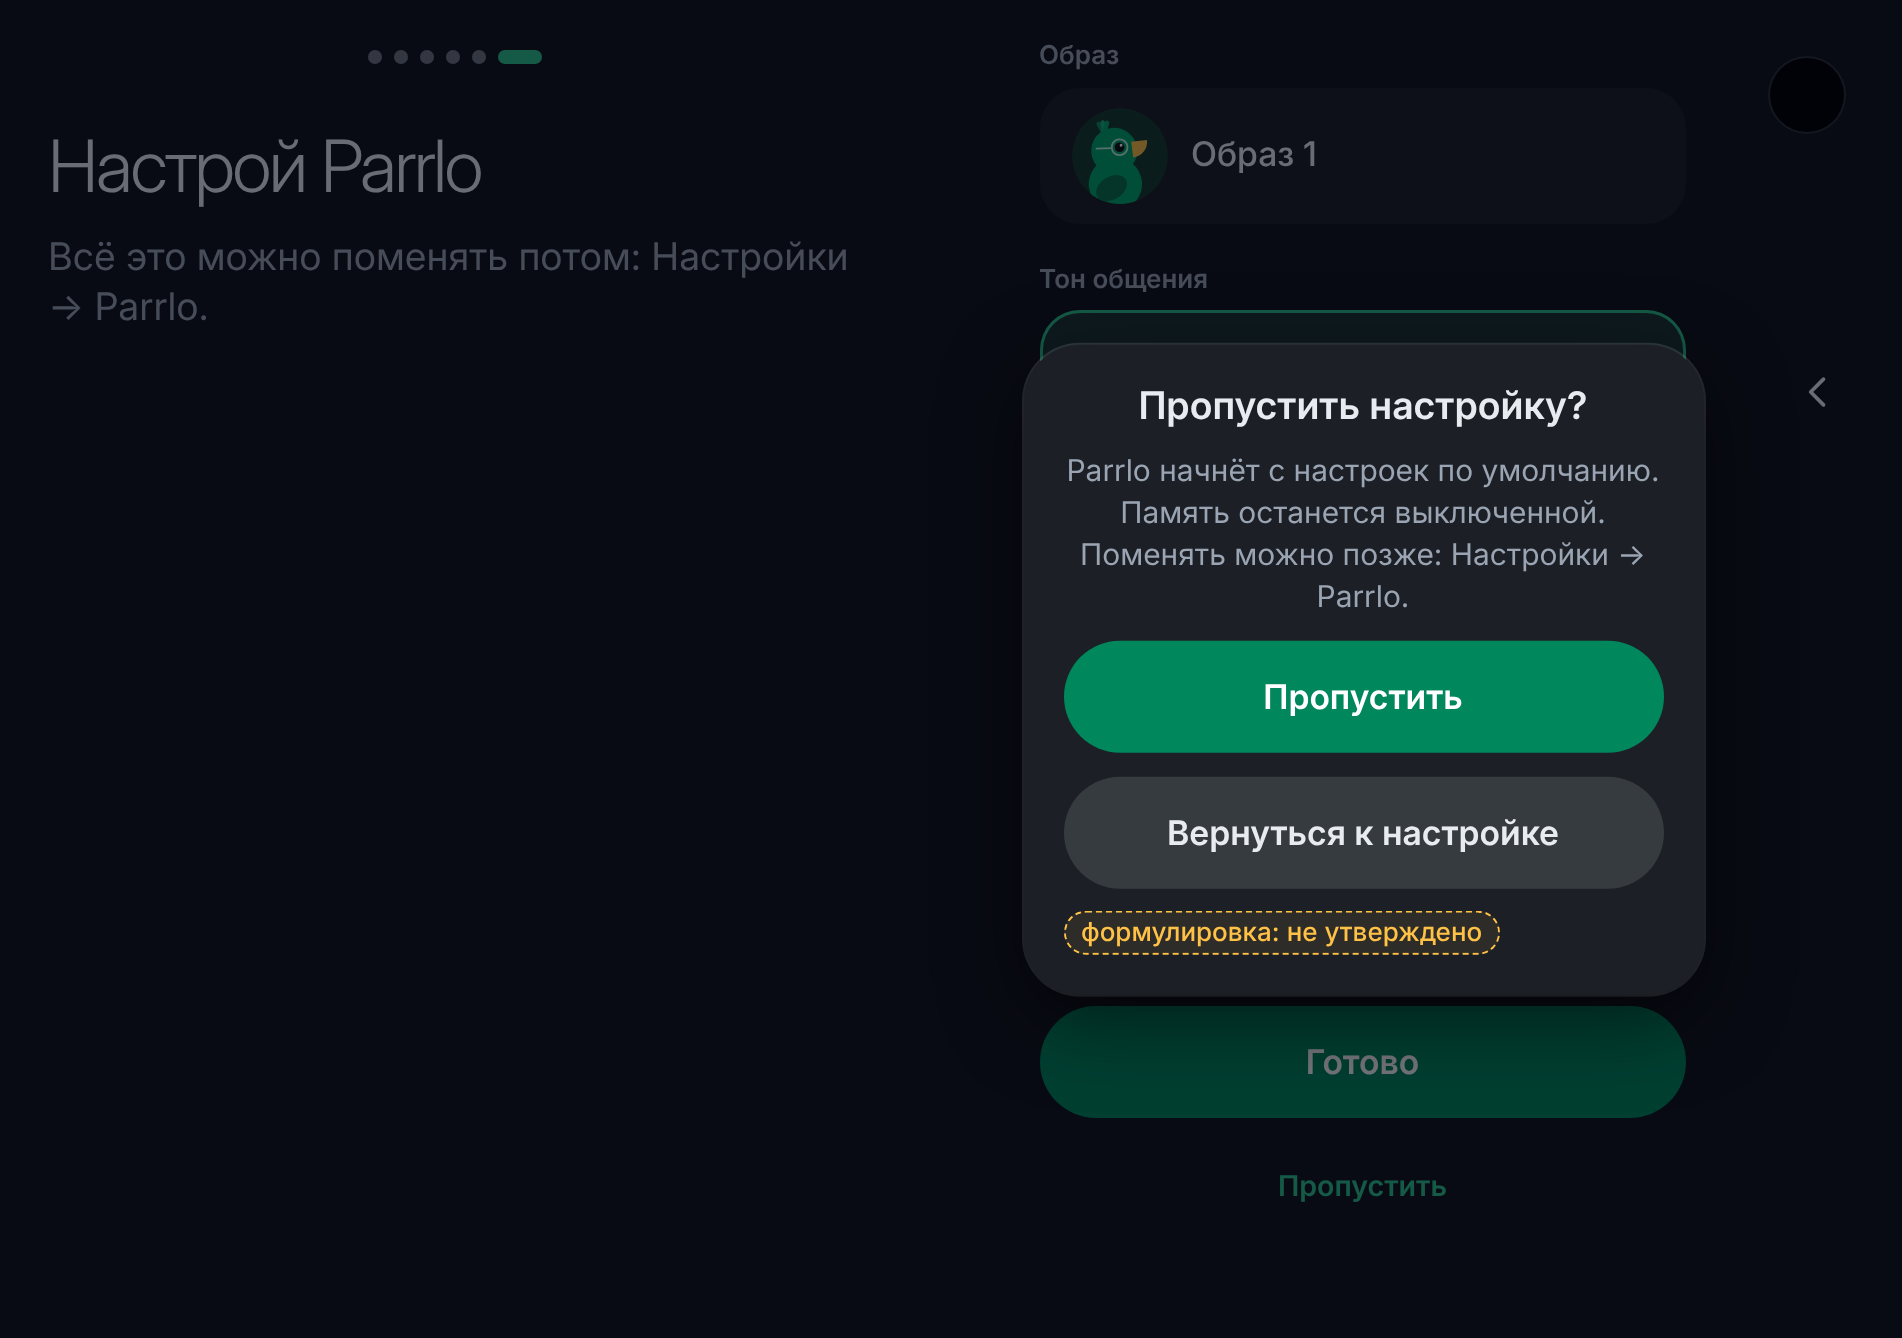 Настрой Parrlo
Всё это можно поменять потом: Настройки
→ Parrlo.
Образ
Образ 1
Тон общения
Пропустить настройку?
Parrlo начнёт с настроек по умолчанию.
Память останется выключенной.
Поменять можно позже: Настройки →
Parrlo.
Пропустить
Вернуться к настройке
формулировка: не утверждено
Готово
Пропустить